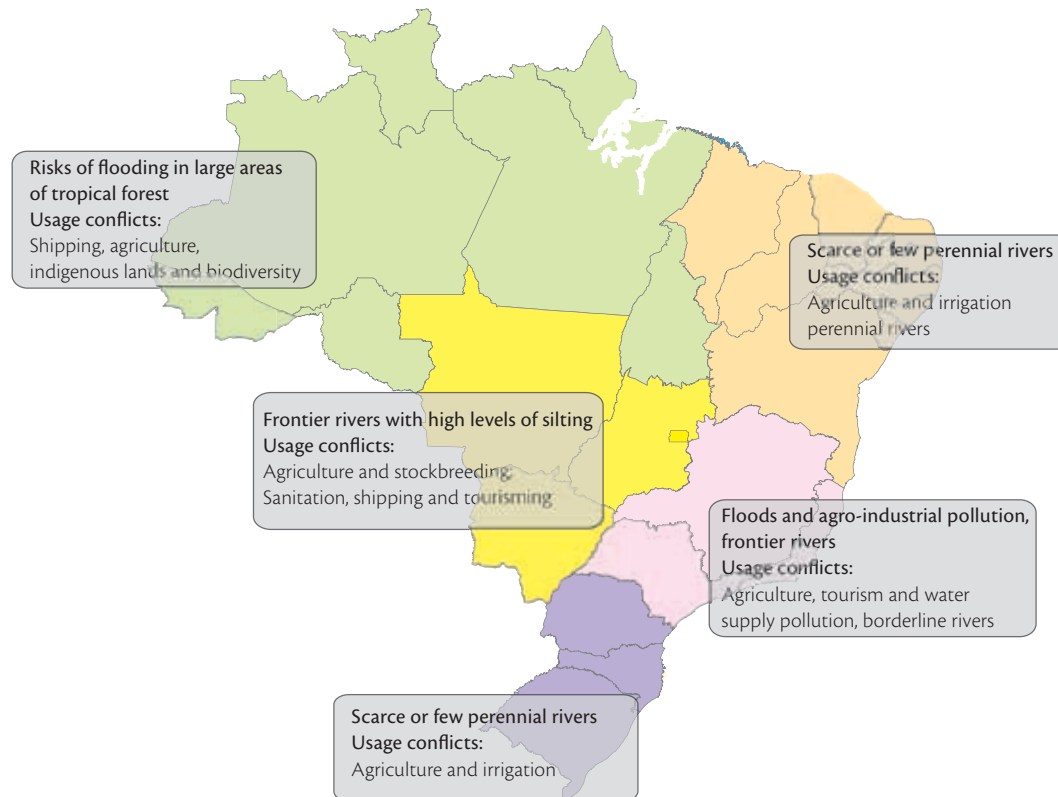 Risks of flooding in large areas
of tropical forest
Usage conflicts:
Shipping, agriculture,
indigenous lands and biodiversity
Scarce or few perennial rivers
Usage conflicts:
Agriculture and irrigation
perennial rivers
Frontier rivers with high levels of silting
Usage conflicts:
Agriculture and stockbreeding;
Sanitation, shipping and tourisming
Floods and agro-industrial pollution,
frontier rivers
Usage conflicts:
Agriculture, tourism and water
supply pollution, borderline rivers
Scarce or few perennial rivers
Usage conflicts:
Agriculture and irrigation